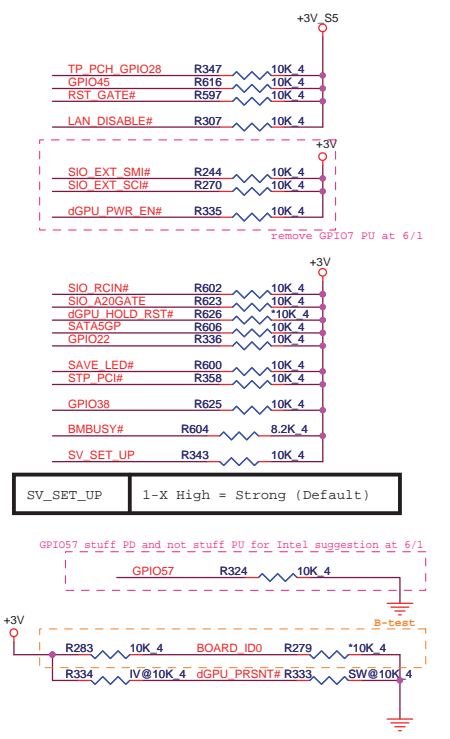 +3V_S5
TP_PCH_GPIO28 R347 10K_4
GPIO45 R616 10K_4
RST_GATE# R597 10K_4
LAN_DISABLE# R307 10K_4
+3V
SIO_EXT_SMI# R244 10K_4
SIO_EXT_SCI# R270 10K_4
dGPU_PWR_EN# R335 10K_4
remove GPIO7 PU at 6/1
+3V
SIO_RCIN# R602 10K_4
SIO_A20GATE R623 10K_4
dGPU_HOLD_RST# R626 *10K_4
SATA5GP R606 10K_4
GPIO22 R336 10K_4
SAVE_LED# R600 10K_4
STP_PCI# R358 10K_4
GPIO38 R625 10K_4
BMBUSY# R604 8.2K_4
SV_SET_UP R343 10K_4
SV_SET_UP 1-X High = Strong (Default)
GPIO57 stuff PD and not stuff PU for Intel suggestion at 6/1
GPIO57 R324 10K_4
B-test
+3V
R283 10K_4 BOARD_ID0 R279 *10K_4
R334 IV@10K_4 dGPU_PRSNT# R333 SW@10K_4